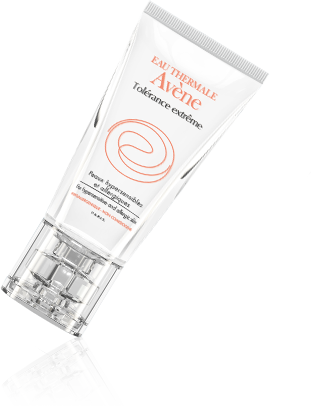 EAU THERMALE
Avène
Tolérance extrême
Peaux hypersensibles
et allergiques
For hypersensitive and allergic skin
PARIS